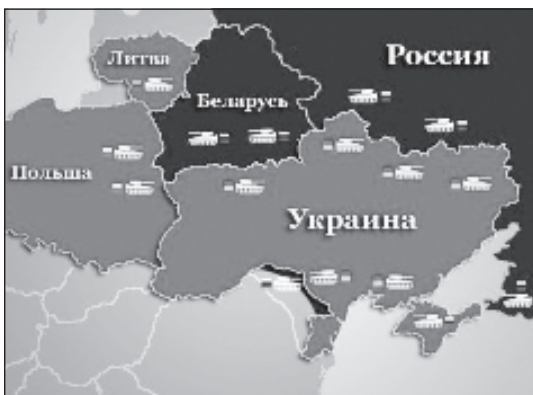 Россия
Литва
Беларусь
Польша
Украина